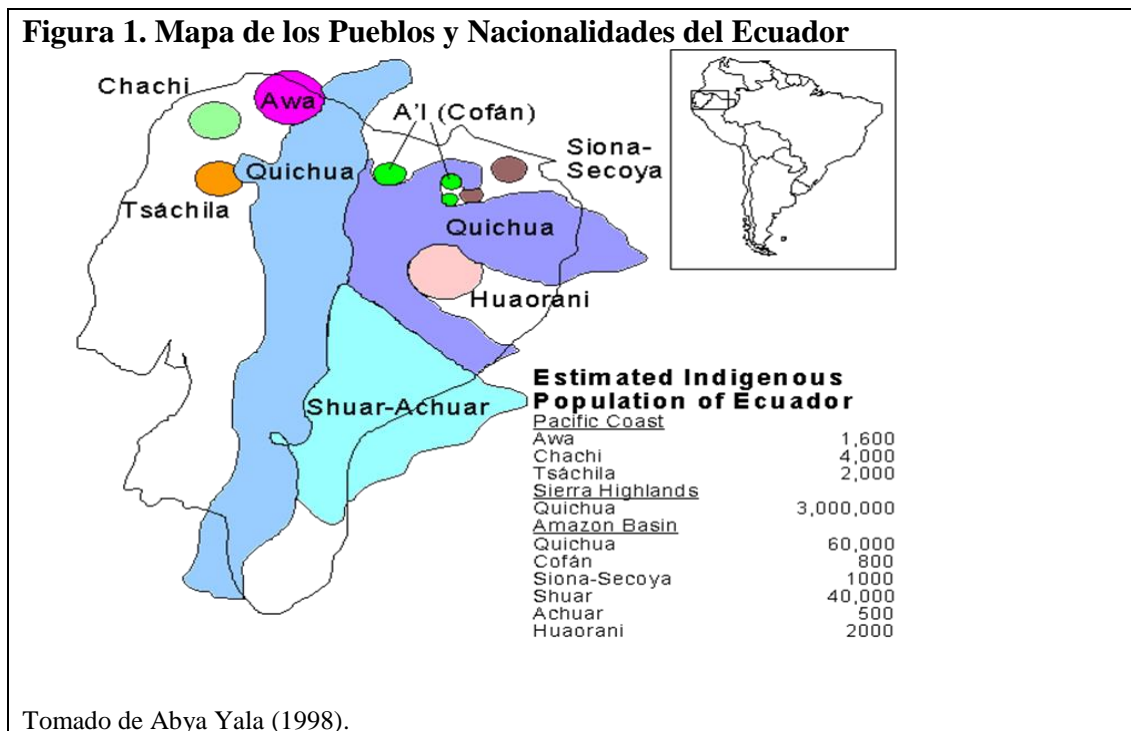 Figura 1. Mapa de los Pueblos y Nacionalidades del Ecuador
Chachi
Awa
A'I (Cofán)
Siona-
Secoya
Quichua
Tsáchila
Quichua
Huaorani
Shuar-Achuar
Estimated Indigenous
Population of Ecuador
Pacific Coast
Awa 1,600
Chachi 4,000
Tsáchila 2,000
Sierra Highlands
Quichua 3,000,000
Amazon Basin
Quichua 60,000
Cofán 800
Siona-Secoya 1000
Shuar 40,000
Achuar 500
Huaorani 2000
Tomado de Abya Yala (1998).